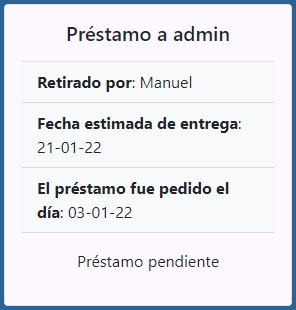 Préstamo a admin
Retirado por: Manuel
Fecha estimada de entrega:
21-01-22
El préstamo fue pedido el
día: 03-01-22
Préstamo pendiente